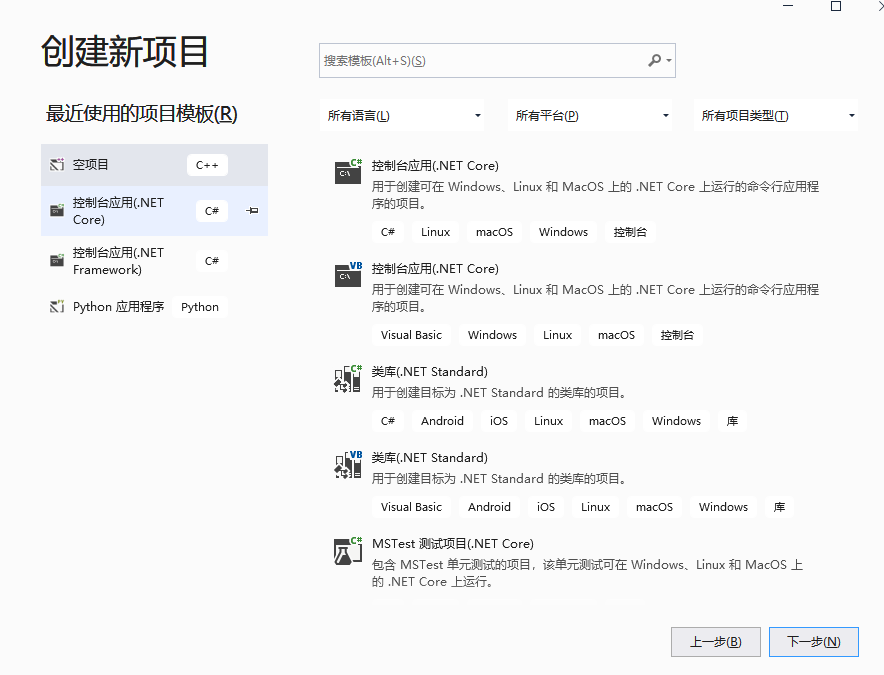 创建新项目
最近使用的项目模板(R)
空项目 C++
控制台应用(.NET
Core) C#
控制台应用(.NET
Framework) C#
Python 应用程序 Python
搜索模板(Alt+S)(S)
所有语言(L) 所有平台(P) 所有项目类型(T)
C#
C:\
控制台应用(.NET Core)
用于创建可在 Windows、Linux 和 MacOS 上的 .NET Core 上运行的命令行应用程
序的项目。
C# Linux macOS Windows 控制台
VB
C:\
控制台应用(.NET Core)
用于创建可在 Windows、Linux 和 MacOS 上的 .NET Core 上运行的命令行应用程
序的项目。
Visual Basic Windows Linux macOS 控制台
C#
类库(.NET Standard)
用于创建目标为 .NET Standard 的类库的项目。
C# Android iOS Linux macOS Windows 库
VB
类库(.NET Standard)
用于创建目标为 .NET Standard 的类库的项目。
Visual Basic Android iOS Linux macOS Windows 库
C#
MSTest 测试项目(.NET Core)
包含 MSTest 单元测试的项目，该单元测试可在 Windows、Linux 和 MacOS 上
的 .NET Core 上运行。
上一步(B) 下一步(N)